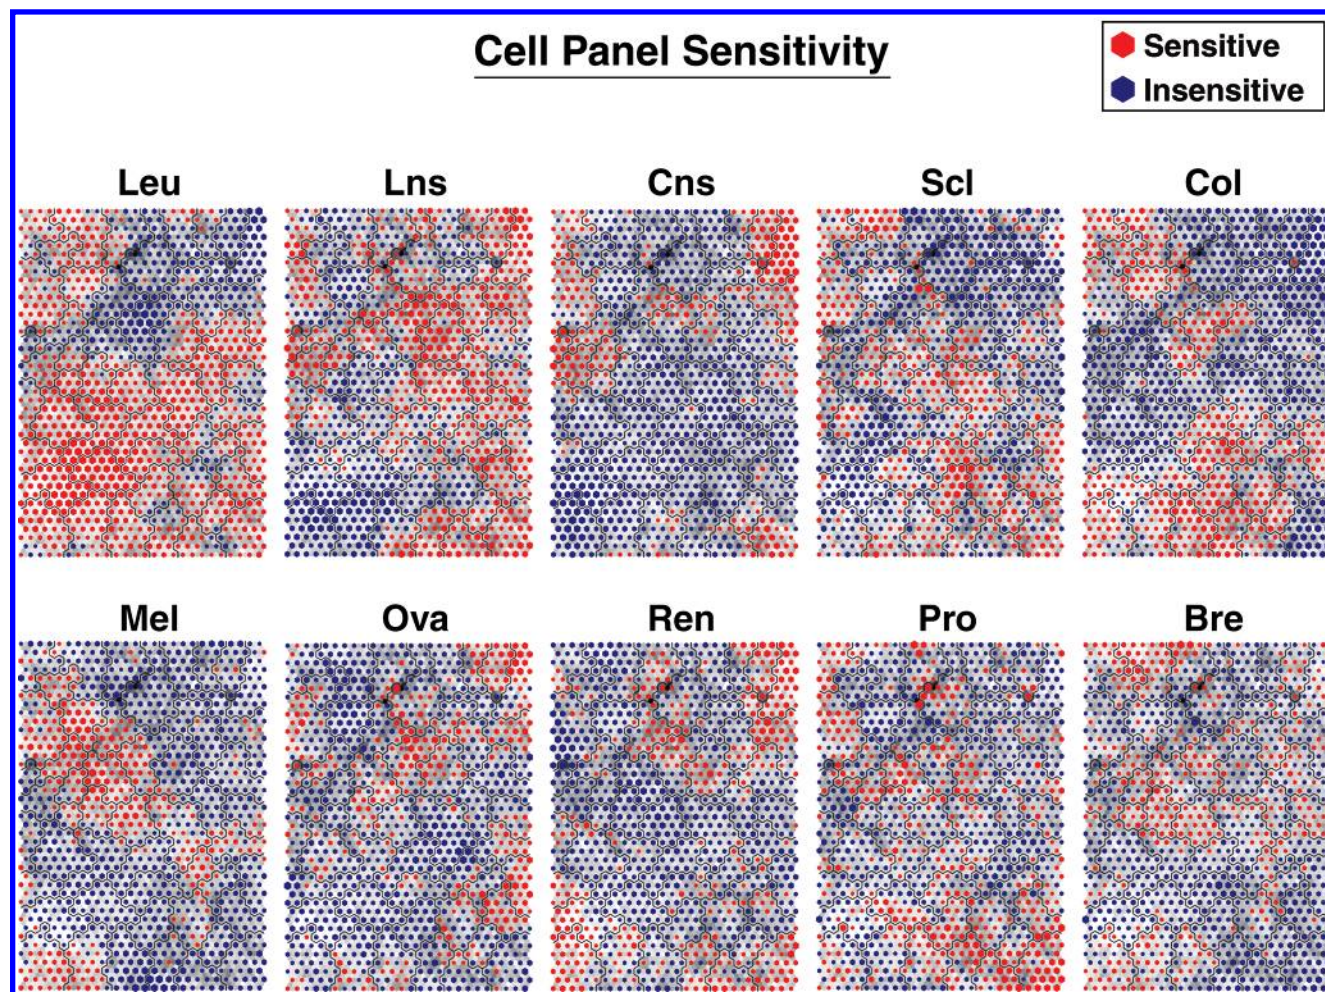 Cell Panel Sensitivity
Sensitive
Insensitive
Leu Lns Cns Scl Col
Mel Ova Ren Pro Bre